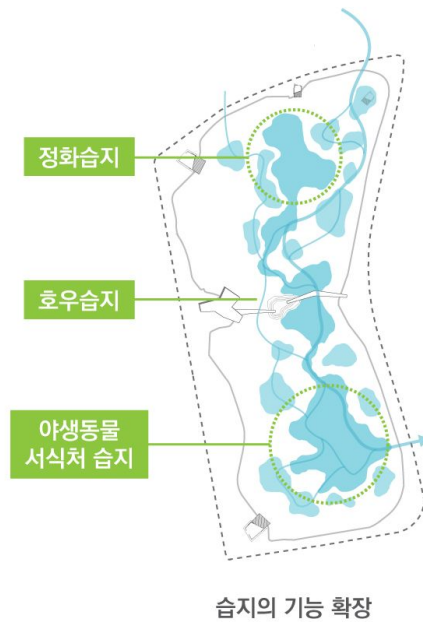 정화습지
호우습지
야생동물
서식처 습지
습지의 기능 확장